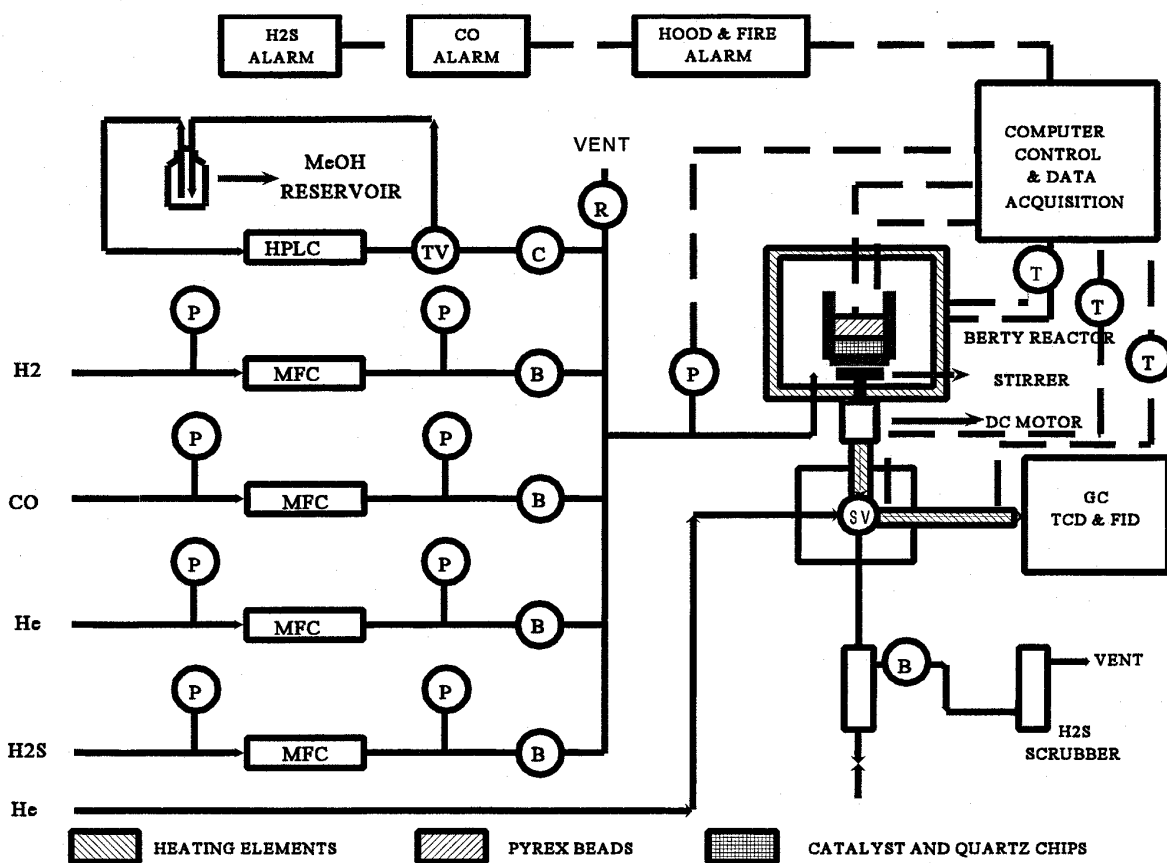 H2S
ALARM
CO
ALARM
HOOD & FIRE
ALARM
COMPUTER
CONTROL
& DATA
ACQUISITION
MeOH
RESERVOIR
VENT
R
HPLC
TV
C
T
T
T
P
P
H2
MFC
B
P
BERTY REACTOR
STIRRER
DC MOTOR
P
P
CO
MFC
B
SV
GC
TCD & FID
P
P
He
MFC
B
P
P
H2S
MFC
B
B
VENT
H2S
SCRUBBER
He
HEATING ELEMENTS
PYREX BEADS
CATALYST AND QUARTZ CHIPS